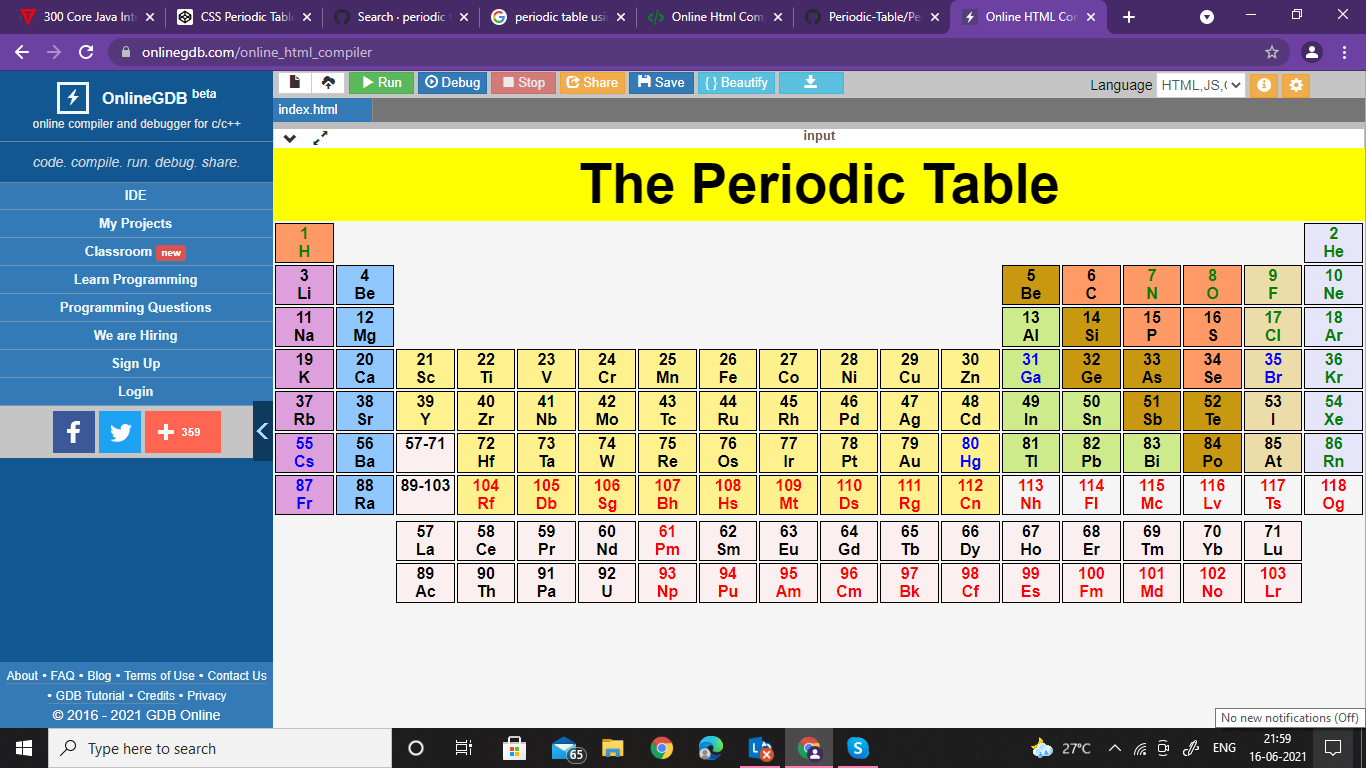 300 Core Java Int
CSS Periodic Table
Search · periodic t
periodic table usi
Online Html Com
Periodic-Table/Pe
Online HTML Con
onlinegdb.com/online_html_compiler
OnlineGDB beta
online compiler and debugger for c/c++
code. compile. run. debug. share.
IDE
My Projects
Classroom new
Learn Programming
Programming Questions
We are Hiring
Sign Up
Login
f + 359
About • FAQ • Blog • Terms of Use • Contact Us
• GDB Tutorial • Credits • Privacy
© 2016 - 2021 GDB Online
Run Debug Stop Share Save { } Beautify
Language HTML,JS,C
index.html
input
The Periodic Table
1 2
H He
3 4 5 6 7 8 9 10
Li Be Be C N O F Ne
11 12 13 14 15 16 17 18
Na Mg Al Si P S Cl Ar
19 20 21 22 23 24 25 26 27 28 29 30 31 32 33 34 35 36
K Ca Sc Ti V Cr Mn Fe Co Ni Cu Zn Ga Ge As Se Br Kr
37 38 39 40 41 42 43 44 45 46 47 48 49 50 51 52 53 54
Rb Sr Y Zr Nb Mo Tc Ru Rh Pd Ag Cd In Sn Sb Te I Xe
55 56 57-71 72 73 74 75 76 77 78 79 80 81 82 83 84 85 86
Cs Ba Hf Ta W Re Os Ir Pt Au Hg Tl Pb Bi Po At Rn
87 88 89-103 104 105 106 107 108 109 110 111 112 113 114 115 116 117 118
Fr Ra Rf Db Sg Bh Hs Mt Ds Rg Cn Nh Fl Mc Lv Ts Og
57 58 59 60 61 62 63 64 65 66 67 68 69 70 71
La Ce Pr Nd Pm Sm Eu Gd Tb Dy Ho Er Tm Yb Lu
89 90 91 92 93 94 95 96 97 98 99 100 101 102 103
Ac Th Pa U Np Pu Am Cm Bk Cf Es Fm Md No Lr
No new notifications (Off)
Type here to search
65
27°C
ENG
21:59
16-06-2021